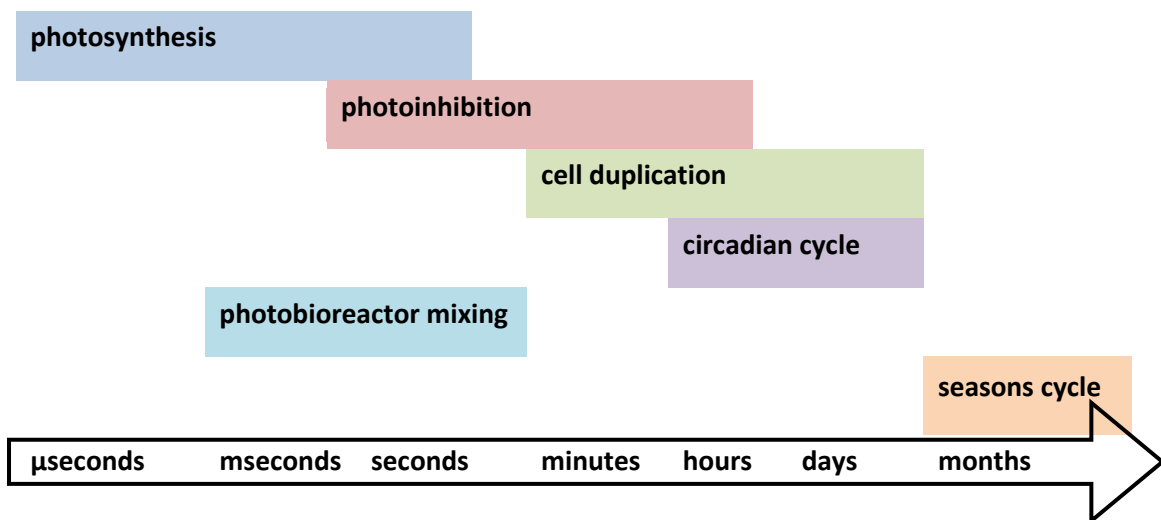 photosynthesis
photoinhibition
cell duplication
circadian cycle
photobioreactor mixing
seasons cycle
µseconds mseconds seconds minutes hours days months